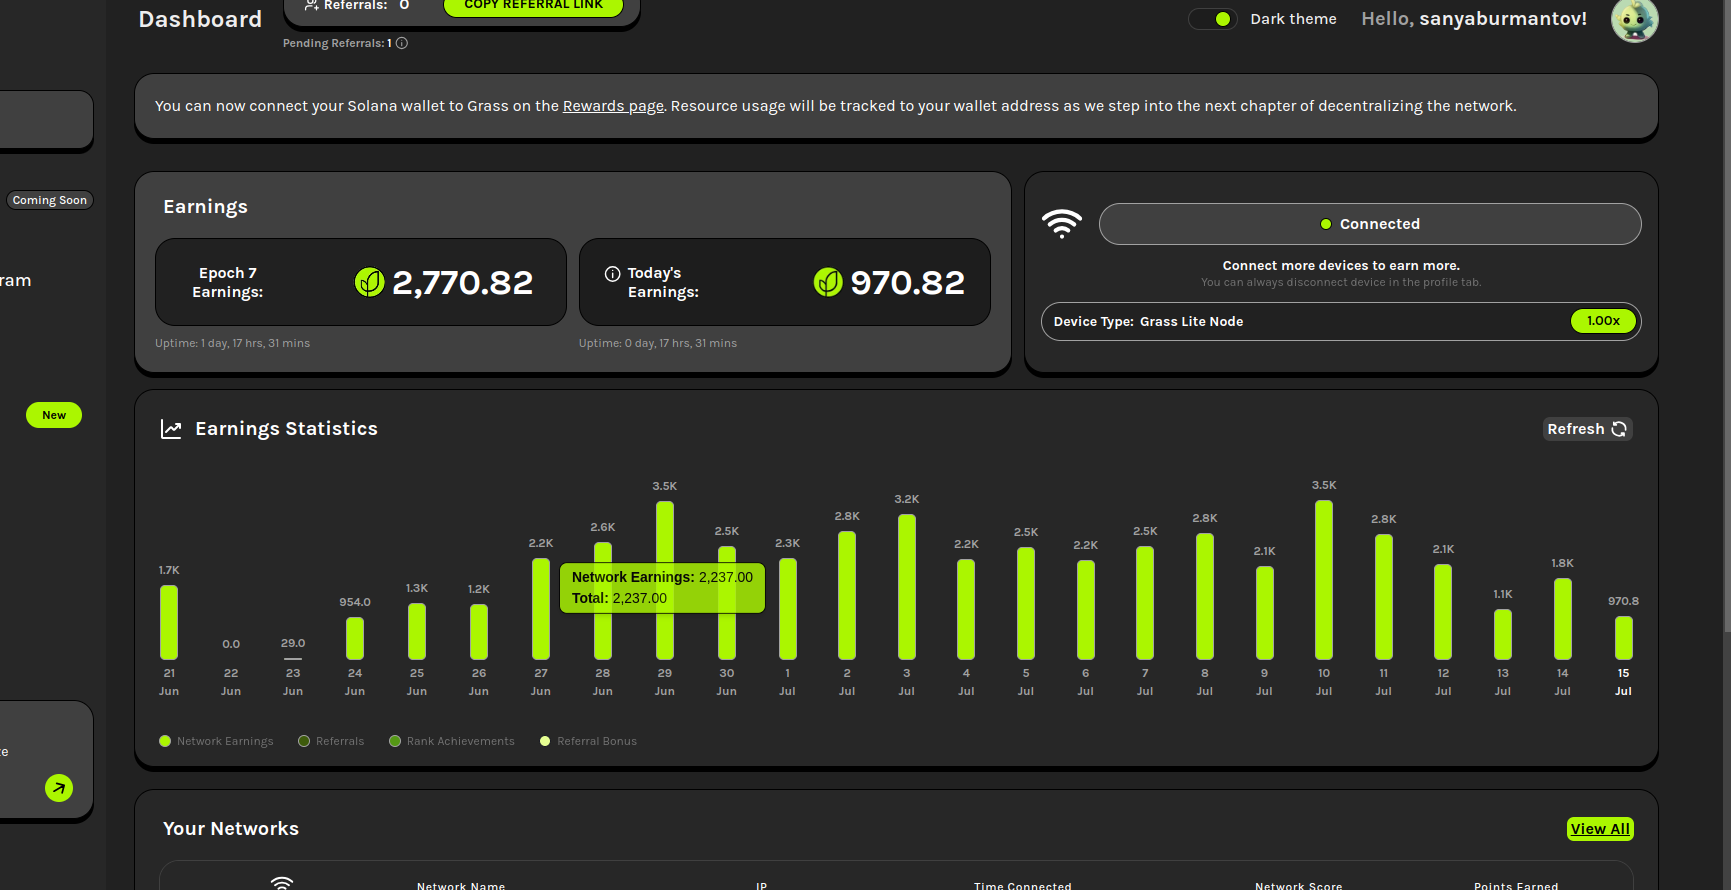 Dashboard
Referrals: 0
COPY REFERRAL LINK
Pending Referrals: 1
Dark theme
Hello, sanyaburmantov!
You can now connect your Solana wallet to Grass on the Rewards page. Resource usage will be tracked to your wallet address as we step into the next chapter of decentralizing the network.
Coming Soon
ram
New
te
Earnings
Epoch 7
Earnings:
2,770.82
Uptime: 1 day, 17 hrs, 31 mins
Today's
Earnings:
970.82
Uptime: 0 day, 17 hrs, 31 mins
Connected
Connect more devices to earn more.
You can always disconnect device in the profile tab.
Device Type: Grass Lite Node
1.00x
Earnings Statistics
Refresh
1.7K 0.0 29.0 954.0 1.3K 1.2K 2.2K 2.6K 3.5K 2.5K 2.3K 2.8K 3.2K 2.2K 2.5K 2.2K 2.5K 2.8K 2.1K 3.5K 2.8K 2.1K 1.1K 1.8K 970.8
Network Earnings: 2,237.00
Total: 2,237.00
21 22 23 24 25 26 27 28 29 30 1 2 3 4 5 6 7 8 9 10 11 12 13 14 15
Jun Jun Jun Jun Jun Jun Jun Jun Jun Jun Jul Jul Jul Jul Jul Jul Jul Jul Jul Jul Jul Jul Jul Jul Jul
Network Earnings Referrals Rank Achievements Referral Bonus
Your Networks
View All
Network Name IP Time Connected Network Score Points Earned